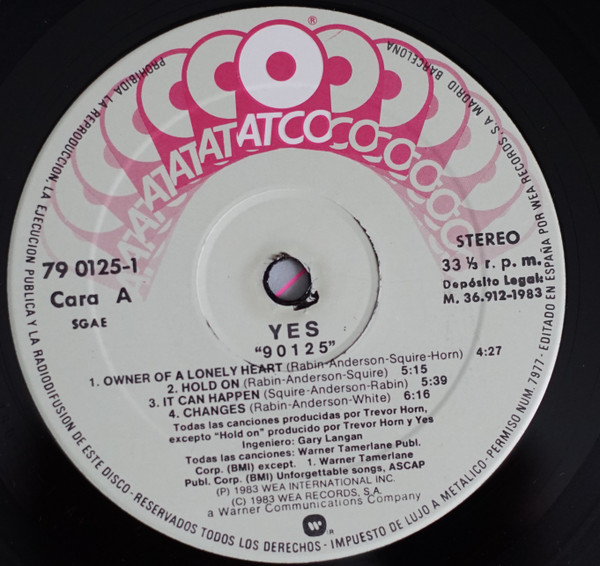 PROHIBIDA LA REPRODUCCION, LA EJECUCION PUBLICA Y LA RADIODIFUSION DE ESTE DISCO-RESERVADOS TODOS LOS DERECHOS- IMPUESTO DE LUJO A METALICO-PERMISO NUM. 7977- EDITADO EN ESPAÑA POR WEA RECORDS, S.A. MADRID BARCELONA
®
ATATATATATATCOCOCOCOCOCO
79 0125-1
Cara A
SGAE
STEREO
33 ⅓ r. p. m.
Depósito Legal:
M. 36.912-1983
YES
"90125"
1. OWNER OF A LONELY HEART (Rabin-Anderson-Squire-Horn) 4:27
2. HOLD ON (Rabin-Anderson-Squire) 5:15
3. IT CAN HAPPEN (Squire-Anderson-Rabin) 5:39
4. CHANGES (Rabin-Anderson-White) 6:16
Todas las canciones producidas por Trevor Horn,
excepto "Hold on" producido por Trevor Horn y Yes
Ingeniero: Gary Langan
Todas las canciones: Warner Tamerlane Publ.
Corp. (BMI) except. 1. Warner Tamerlane
Publ. Corp. (BMI) Unforgettable songs, ASCAP
(P) 1983 WEA INTERNATIONAL INC.
(C) 1983 WEA RECORDS, S.A.
a Warner Communications Company